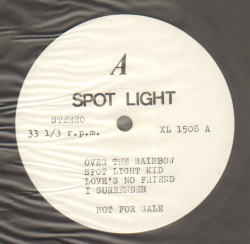 A
SPOT LIGHT
STEREO
33 1/3 r.p.m. XL 1508 A
OVER THE RAINBOW
SPOT LIGHT KID
LOVE'S NO FRIEND
I SURRENDER
NOT FOR SALE